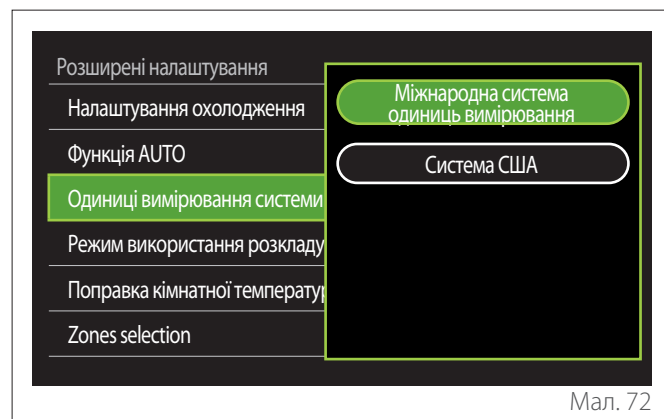 Розширені налаштування
Налаштування охолодження
Функція AUTO
Одиниці вимірювання системи
Режим використання розкладу
Поправка кімнатної температур
Zones selection
Міжнародна система
одиниць вимірювання
Система США
Мал. 72